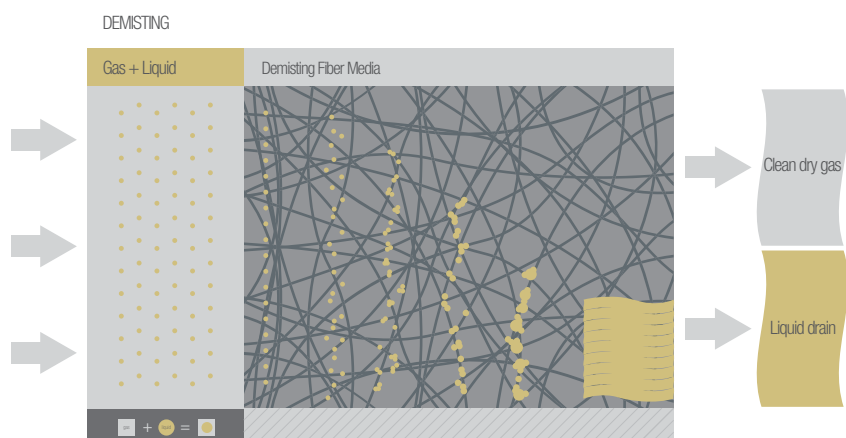 DEMISTING
Gas + Liquid
Demisting Fiber Media
Clean dry gas
Liquid drain
+
=